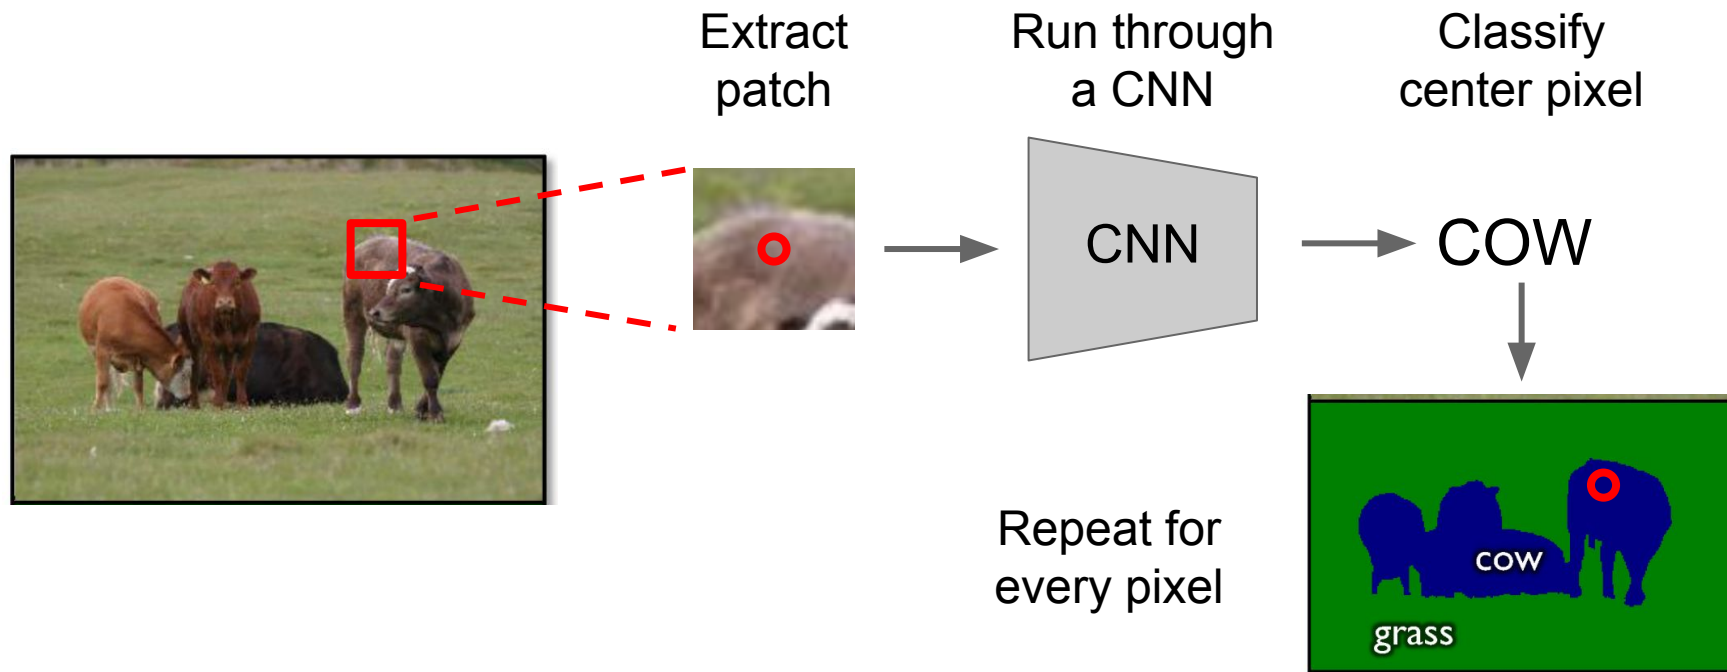 Extract
patch
Run through
a CNN
Classify
center pixel
CNN
COW
Repeat for
every pixel
cow
grass